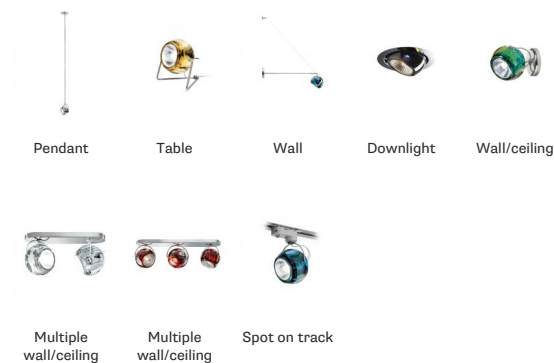 Pendant
Table
Wall
Downlight
Wall/ceiling
Multiple
wall/ceiling
Multiple
wall/ceiling
Spot on track